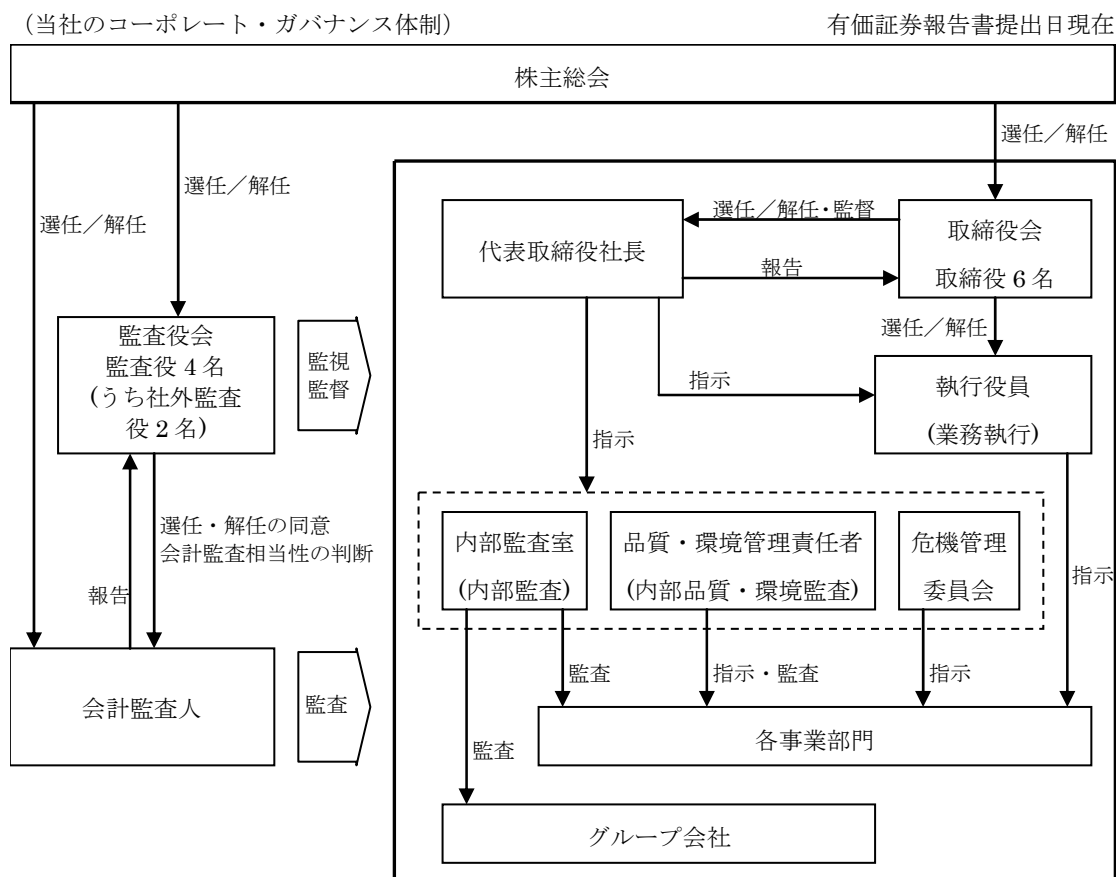 （当社のコーポレート・ガバナンス体制）
有価証券報告書提出日現在
株主総会
選任／解任
選任／解任
選任／解任
代表取締役社長
選任／解任・監督
報告
取締役会
取締役 6 名
選任／解任
監査役会
監査役 4 名
(うち社外監査
役 2 名)
監視
監督
指示
執行役員
(業務執行)
指示
選任・解任の同意
会計監査相当性の判断
報告
内部監査室
(内部監査)
品質・環境管理責任者
(内部品質・環境監査)
危機管理
委員会
指示
会計監査人
監査
監査
指示・監査
指示
各事業部門
監査
グループ会社